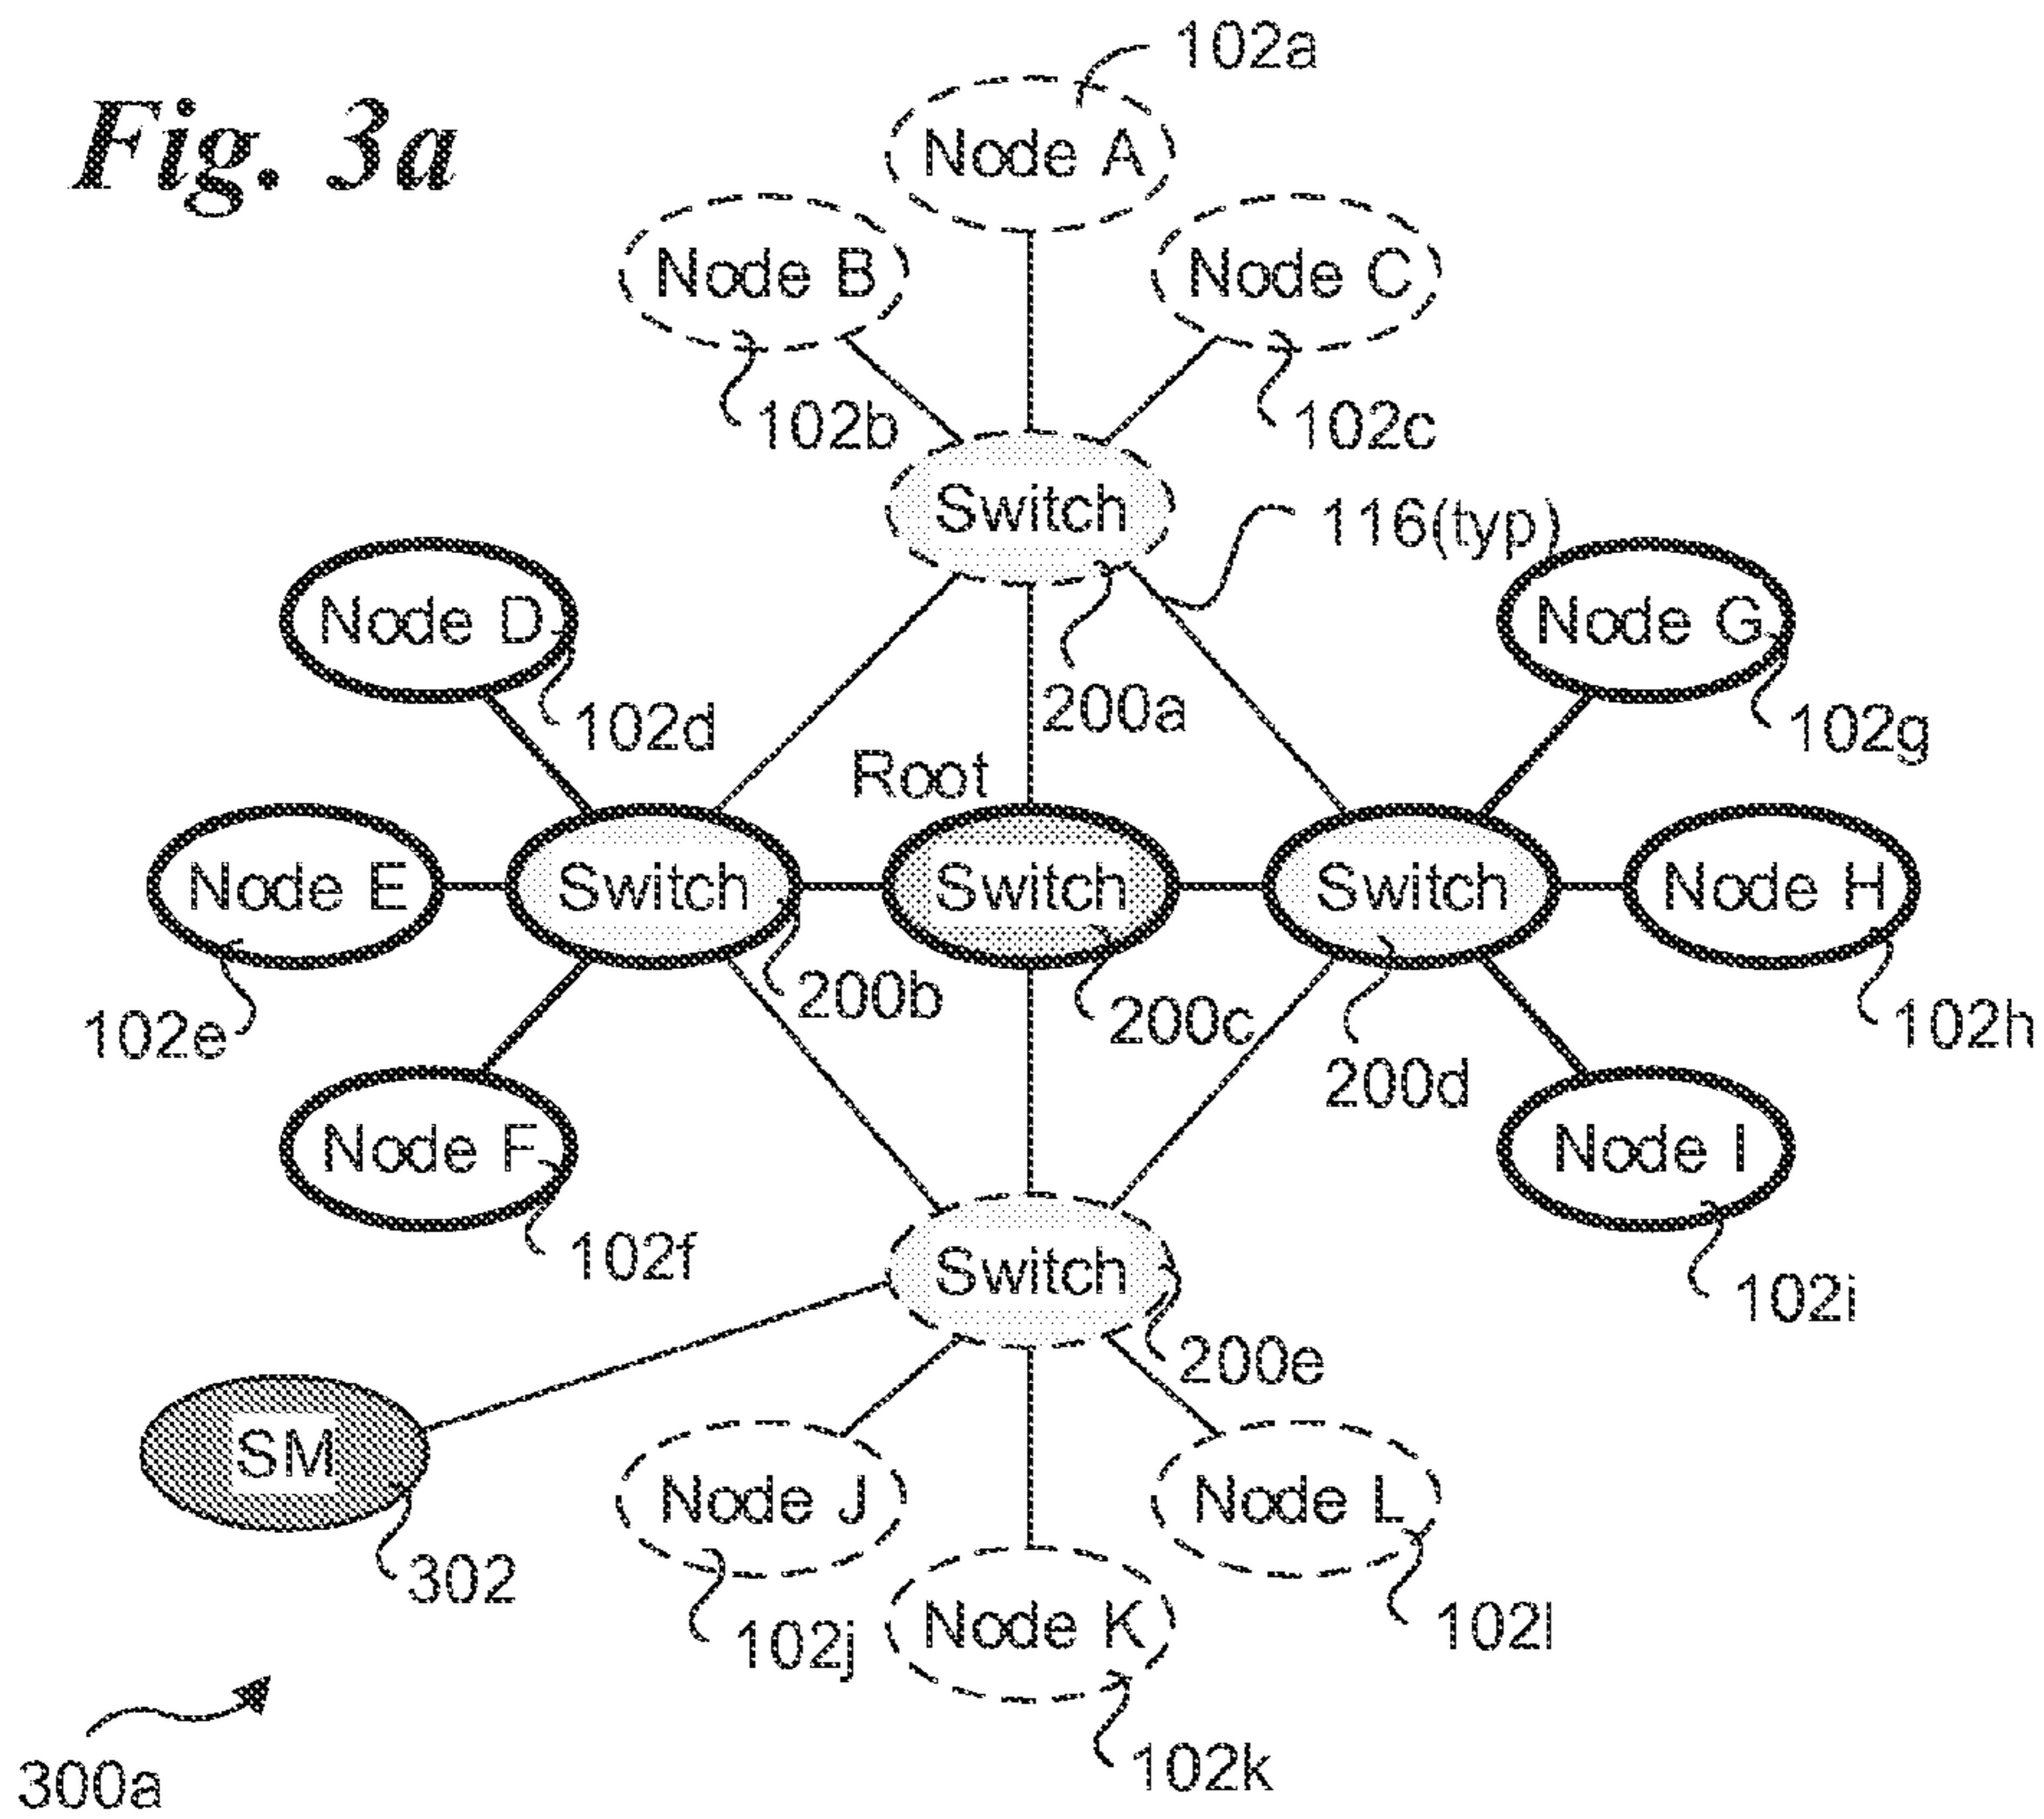 102a
Fig. 3a
Node A
Node B
Node C
102b
102c
Switch
116(typ)
Node D
Node G
200a
102d
102g
Root
Node E
Switch
Switch
Switch
Node H
200b
200c
102e
102h
200d
Node F
Node I
102f
Switch
102i
200e
SM
Node J
Node L
302
102j
Node K
102l
102k
300a